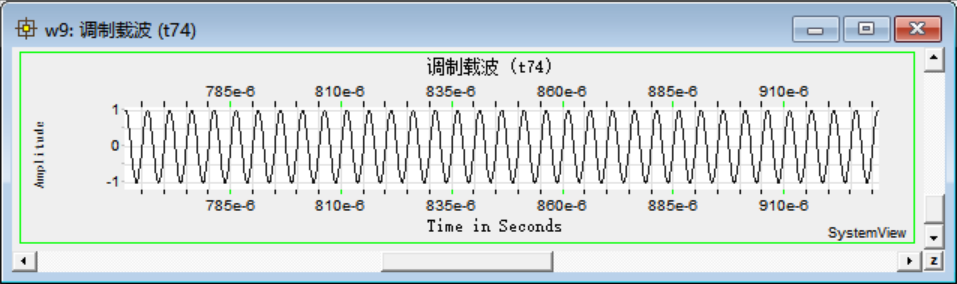 w9: 调制载波 (t74)
调制载波 (t74)
785e-6 810e-6 835e-6 860e-6 885e-6 910e-6
1
0
-1
Amplitude
785e-6 810e-6 835e-6 860e-6 885e-6 910e-6
Time in Seconds
SystemView
z